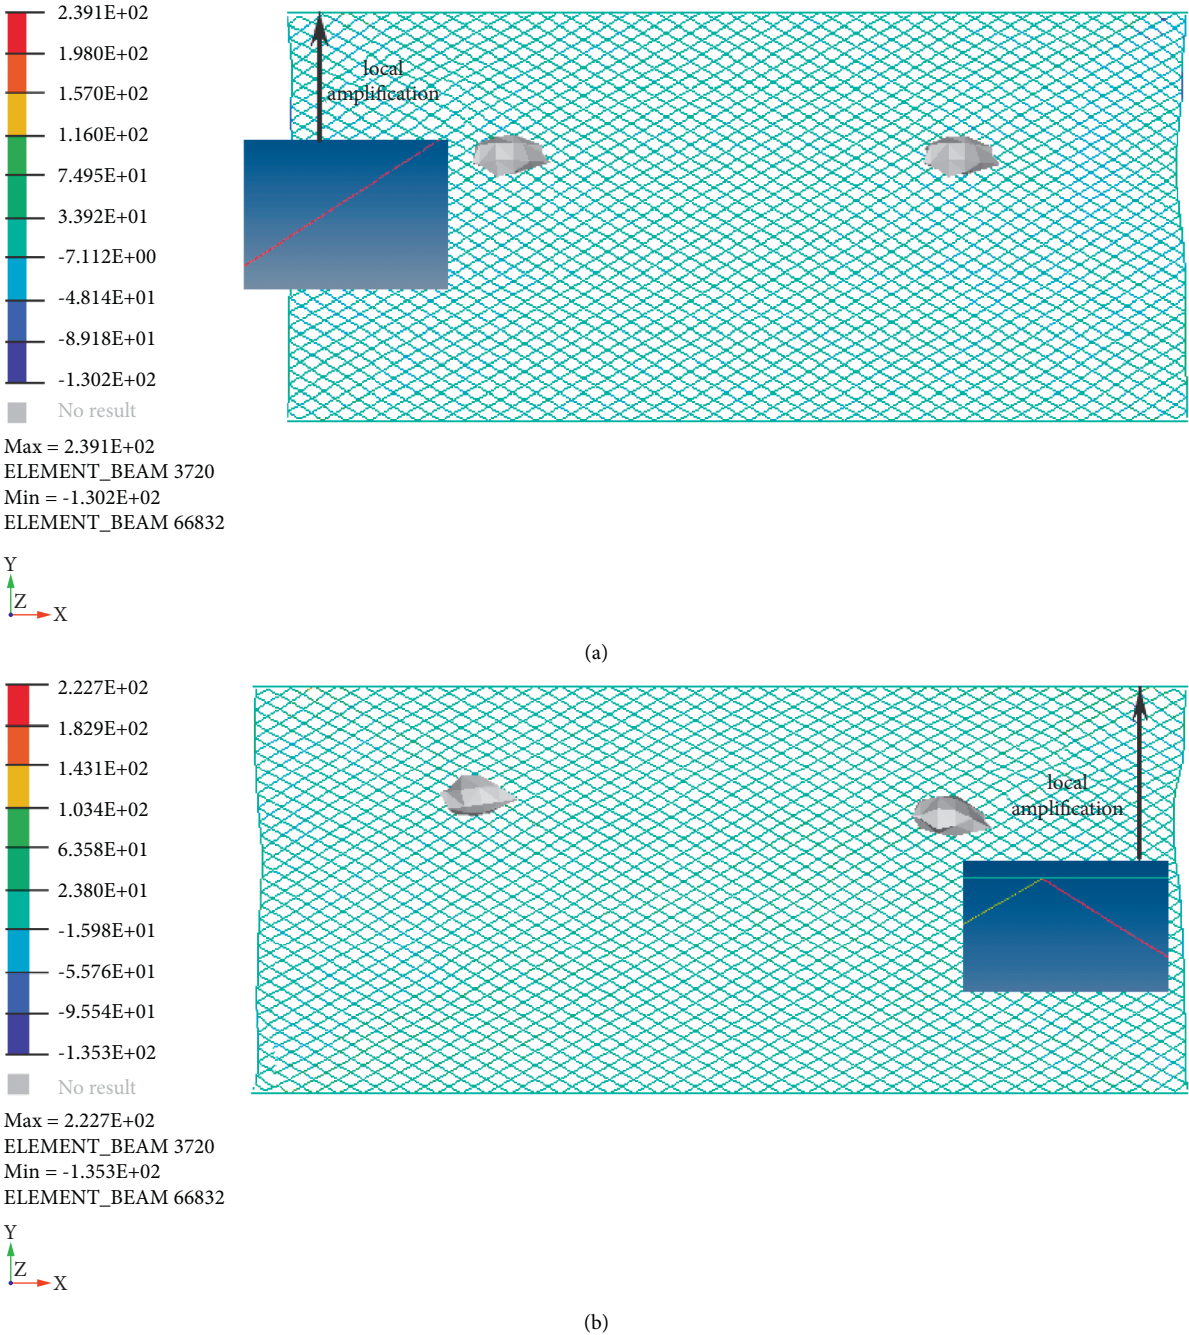 2.391E+02
1.980E+02
1.570E+02
1.160E+02
7.495E+01
3.392E+01
-7.112E+00
-4.814E+01
-8.918E+01
-1.302E+02
No result
Max = 2.391E+02
ELEMENT_BEAM 3720
Min = -1.302E+02
ELEMENT_BEAM 66832
local
amplification
Y
Z
X
(a)
2.227E+02
1.829E+02
1.431E+02
1.034E+02
6.358E+01
2.380E+01
-1.598E+01
-5.576E+01
-9.554E+01
-1.353E+02
No result
Max = 2.227E+02
ELEMENT_BEAM 3720
Min = -1.353E+02
ELEMENT_BEAM 66832
local
amplification
Y
Z
X
(b)